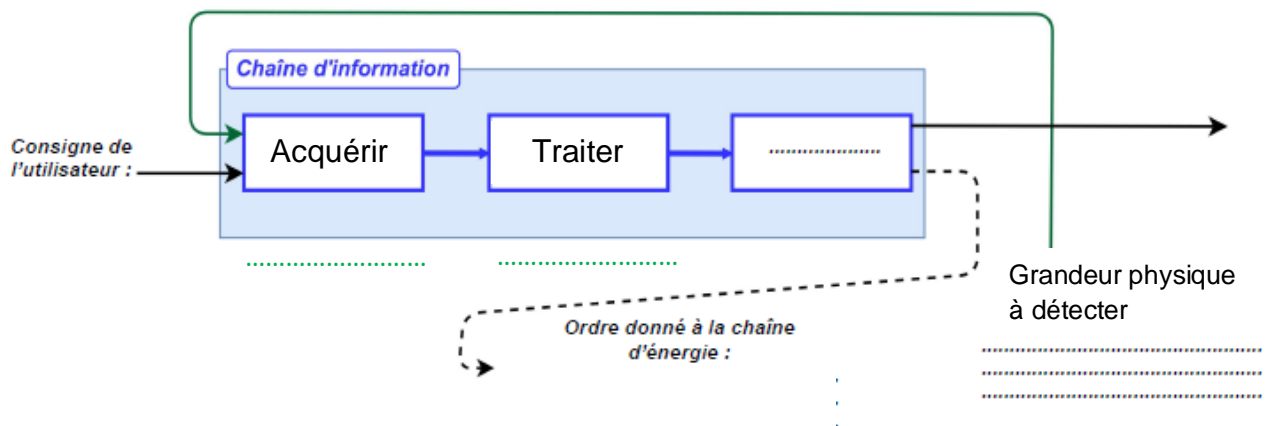 Chaîne d'information
Consigne de
l'utilisateur :
Acquérir
Traiter
....................
..............................
..............................
Grandeur physique
à détecter
Ordre donné à la chaîne
d'énergie :
..................................................
..................................................
..................................................